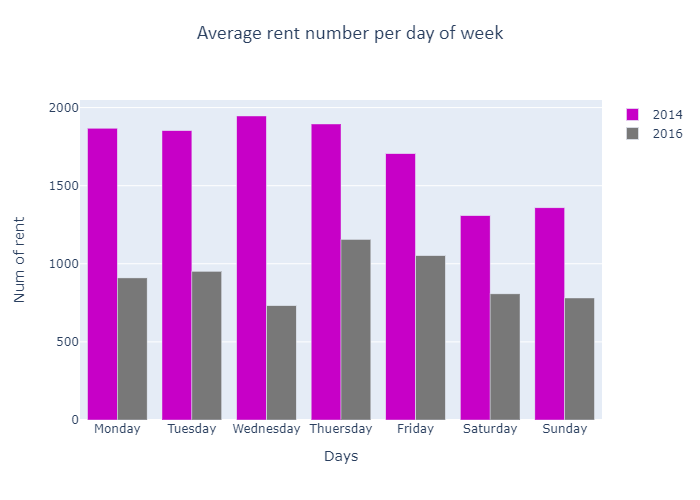 Average rent number per day of week
2014
2016
Num of rent
2000
1500
1000
500
0
Monday Tuesday Wednesday Thuersday Friday Saturday Sunday
Days